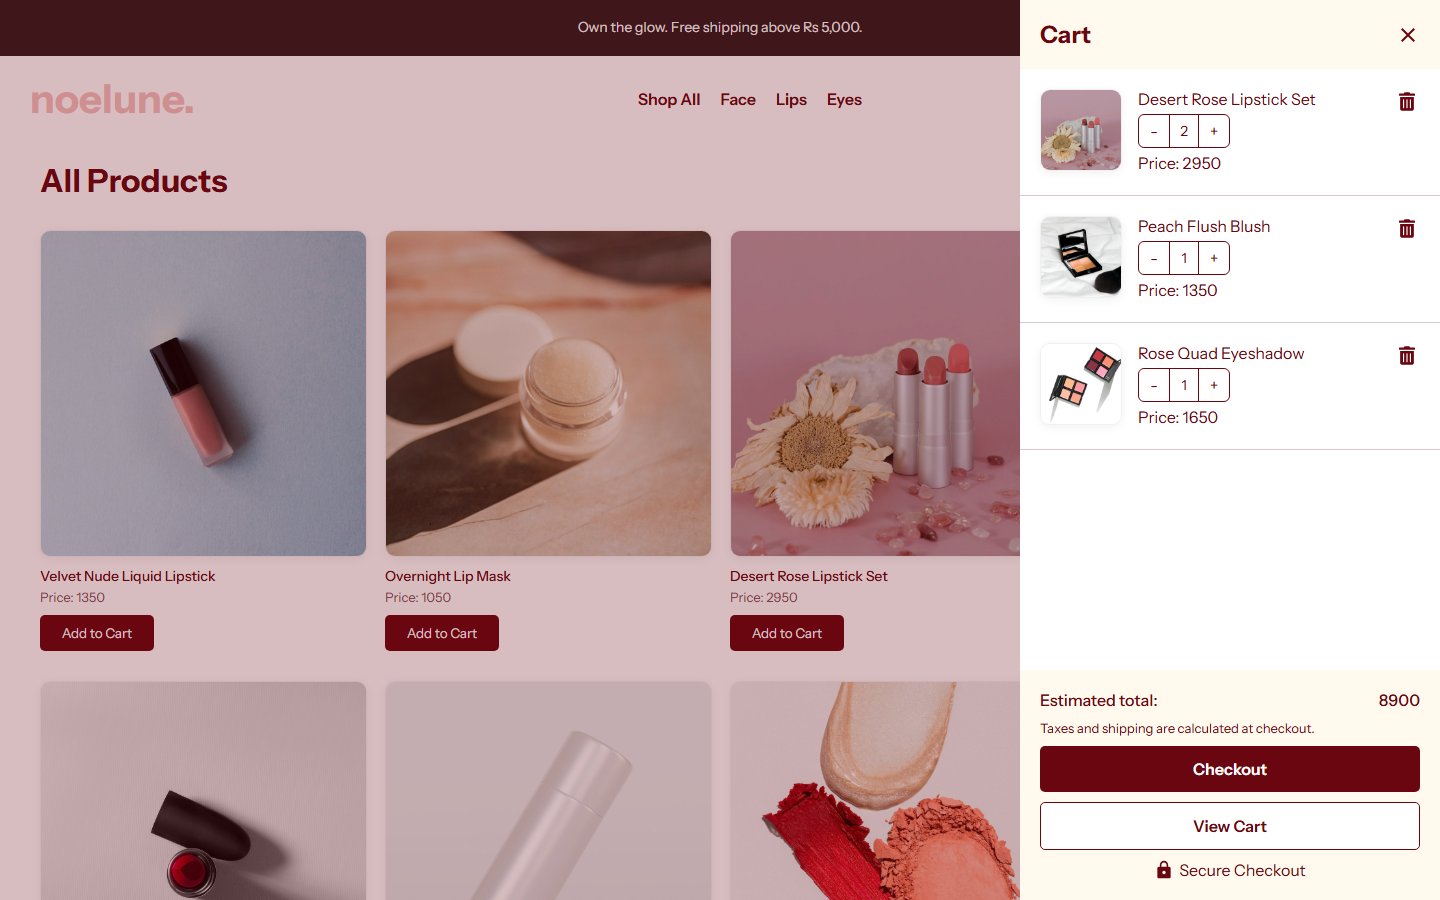 Own the glow. Free shipping above Rs 5,000.
noelune.
Shop All Face Lips Eyes
All Products
Velvet Nude Liquid Lipstick
Price: 1350
Add to Cart
Overnight Lip Mask
Price: 1050
Add to Cart
Desert Rose Lipstick Set
Price: 2950
Add to Cart
Cart
Desert Rose Lipstick Set
- 2 +
Price: 2950
Peach Flush Blush
- 1 +
Price: 1350
Rose Quad Eyeshadow
- 1 +
Price: 1650
Estimated total: 8900
Taxes and shipping are calculated at checkout.
Checkout
View Cart
Secure Checkout